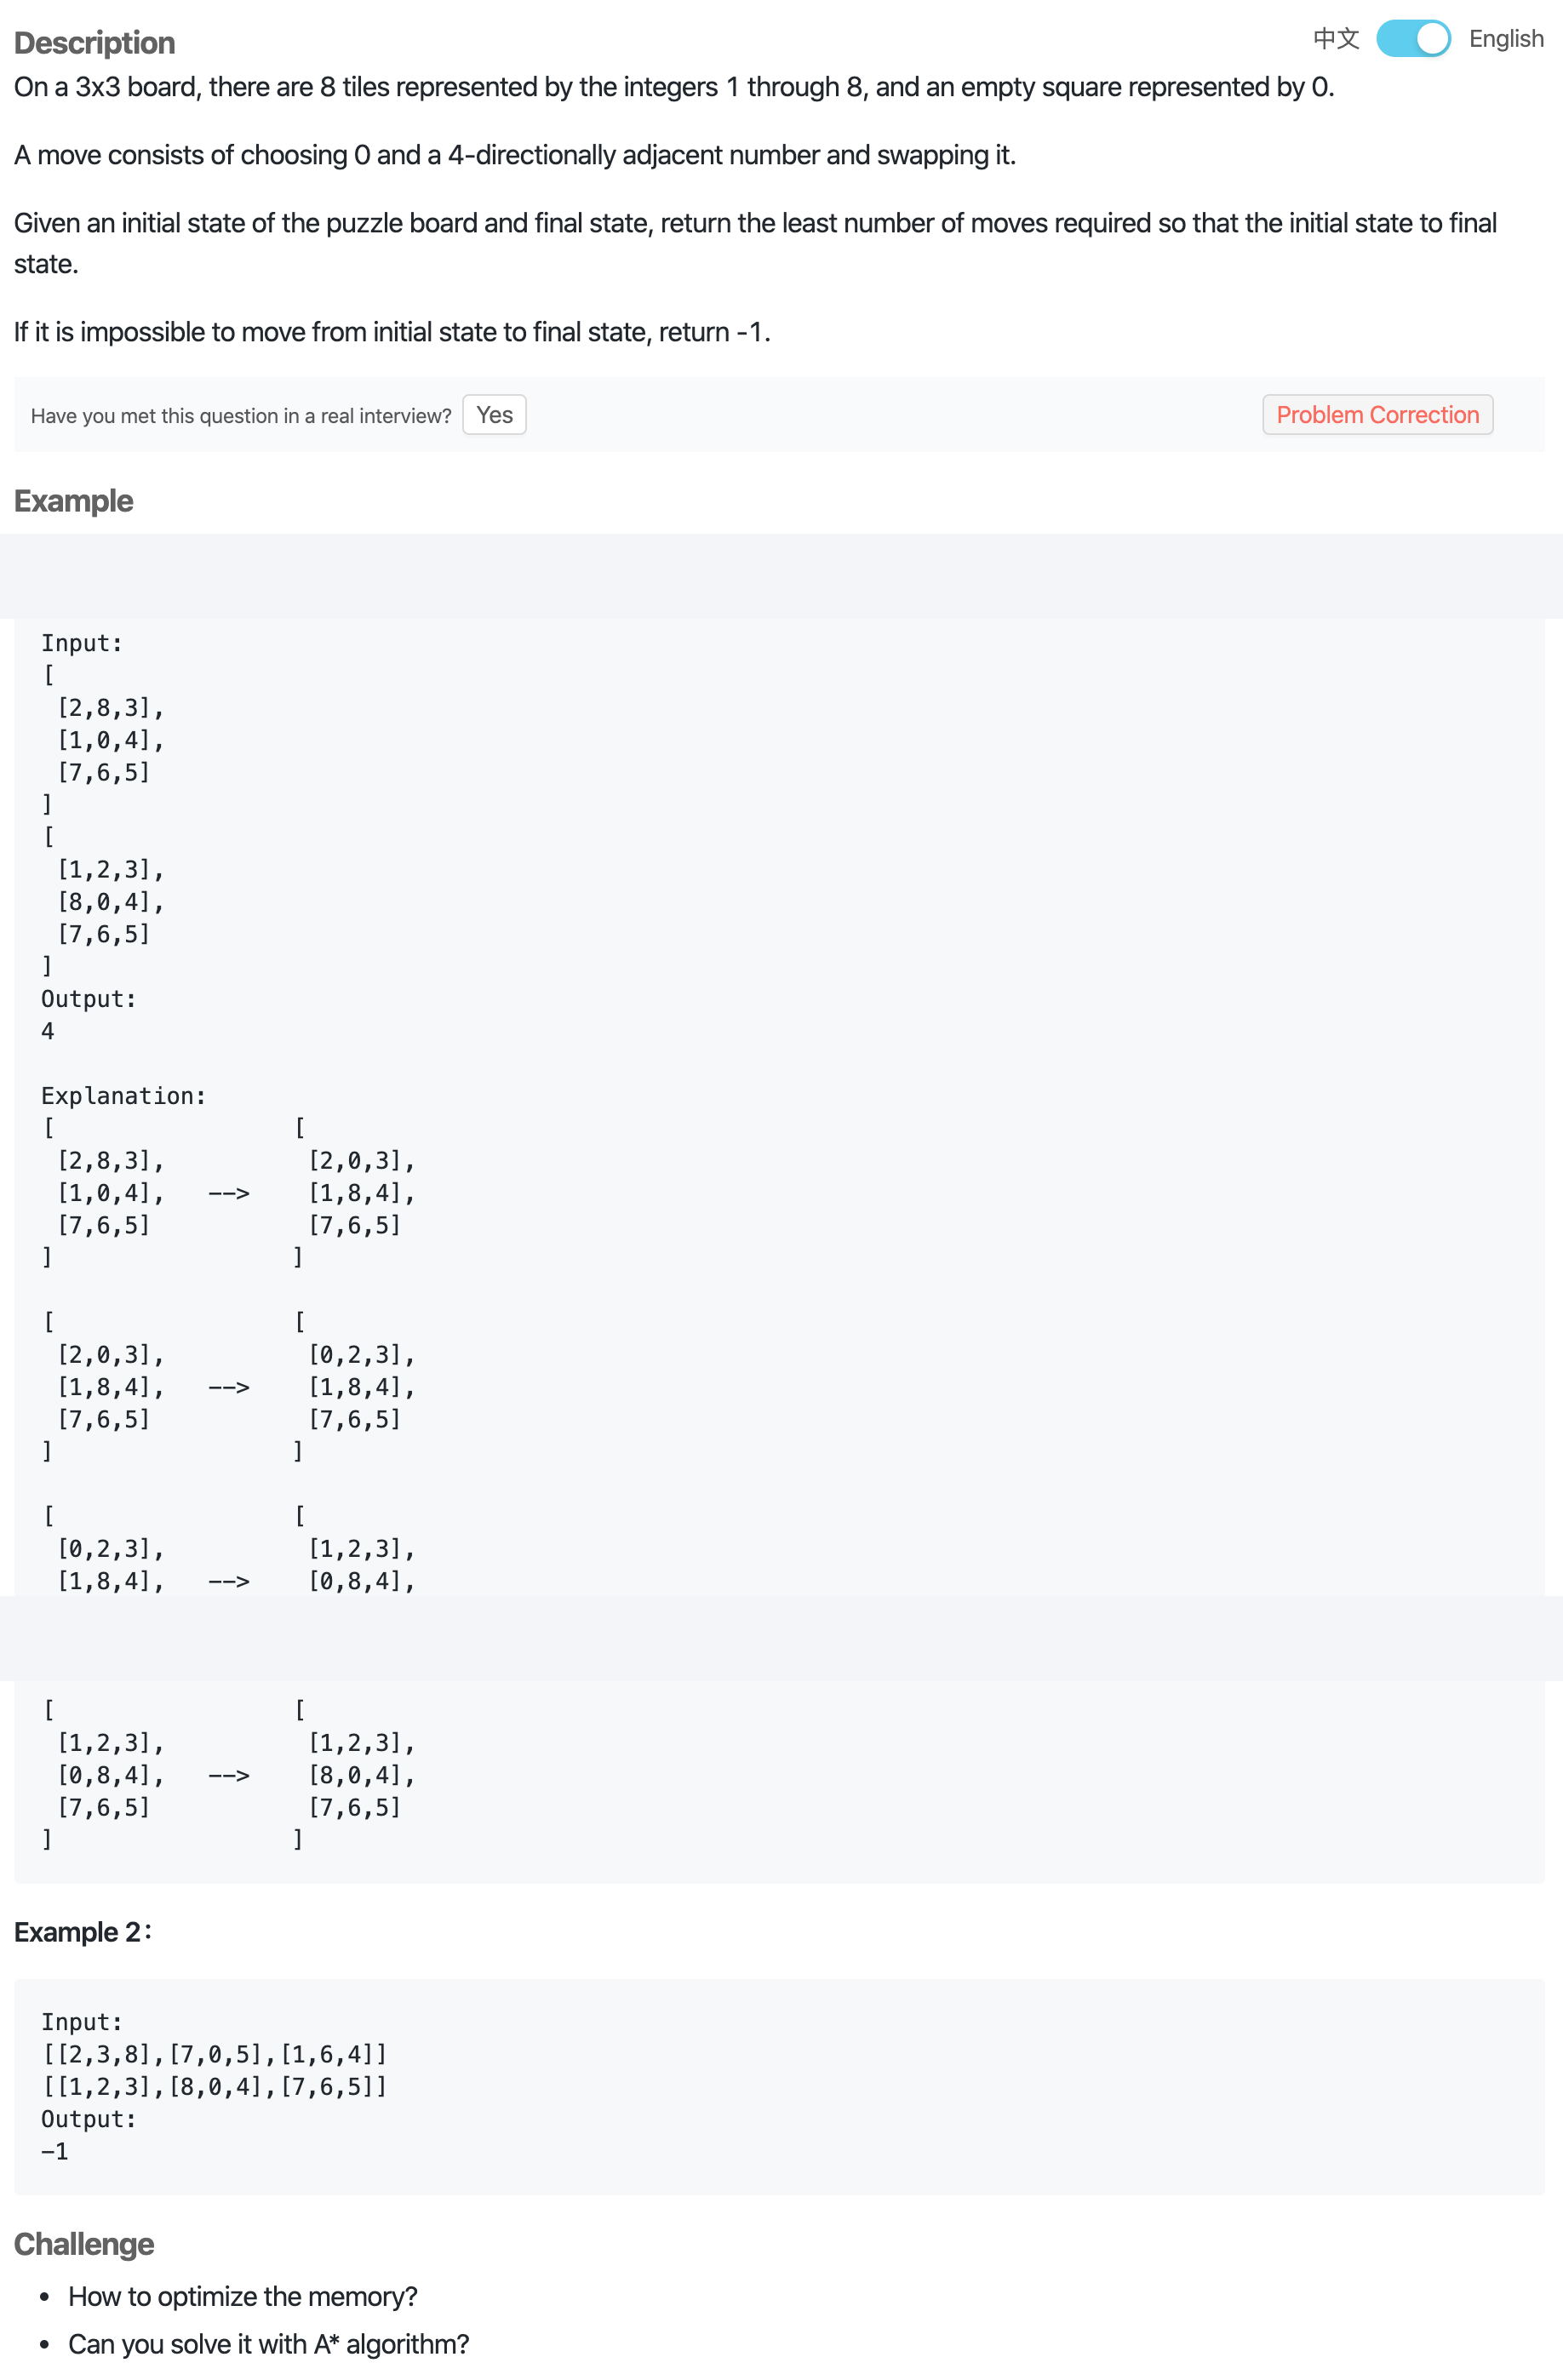 Description 中文 English
On a 3x3 board, there are 8 tiles represented by the integers 1 through 8, and an empty square represented by 0.
A move consists of choosing 0 and a 4-directionally adjacent number and swapping it.
Given an initial state of the puzzle board and final state, return the least number of moves required so that the initial state to final
state.
If it is impossible to move from initial state to final state, return -1.
Have you met this question in a real interview? Yes Problem Correction
Example
Input:
[
[2,8,3],
[1,0,4],
[7,6,5]
]
[
[1,2,3],
[8,0,4],
[7,6,5]
]
Output:
4
Explanation:
[ [
[2,8,3], [2,0,3],
[1,0,4], --> [1,8,4],
[7,6,5] [7,6,5]
] ]
[ [
[2,0,3], [0,2,3],
[1,8,4], --> [1,8,4],
[7,6,5] [7,6,5]
] ]
[ [
[0,2,3], [1,2,3],
[1,8,4], --> [0,8,4],
[ [
[1,2,3], [1,2,3],
[0,8,4], --> [8,0,4],
[7,6,5] [7,6,5]
] ]
Example 2:
Input:
[[2,3,8],[7,0,5],[1,6,4]]
[[1,2,3],[8,0,4],[7,6,5]]
Output:
-1
Challenge
• How to optimize the memory?
• Can you solve it with A* algorithm?